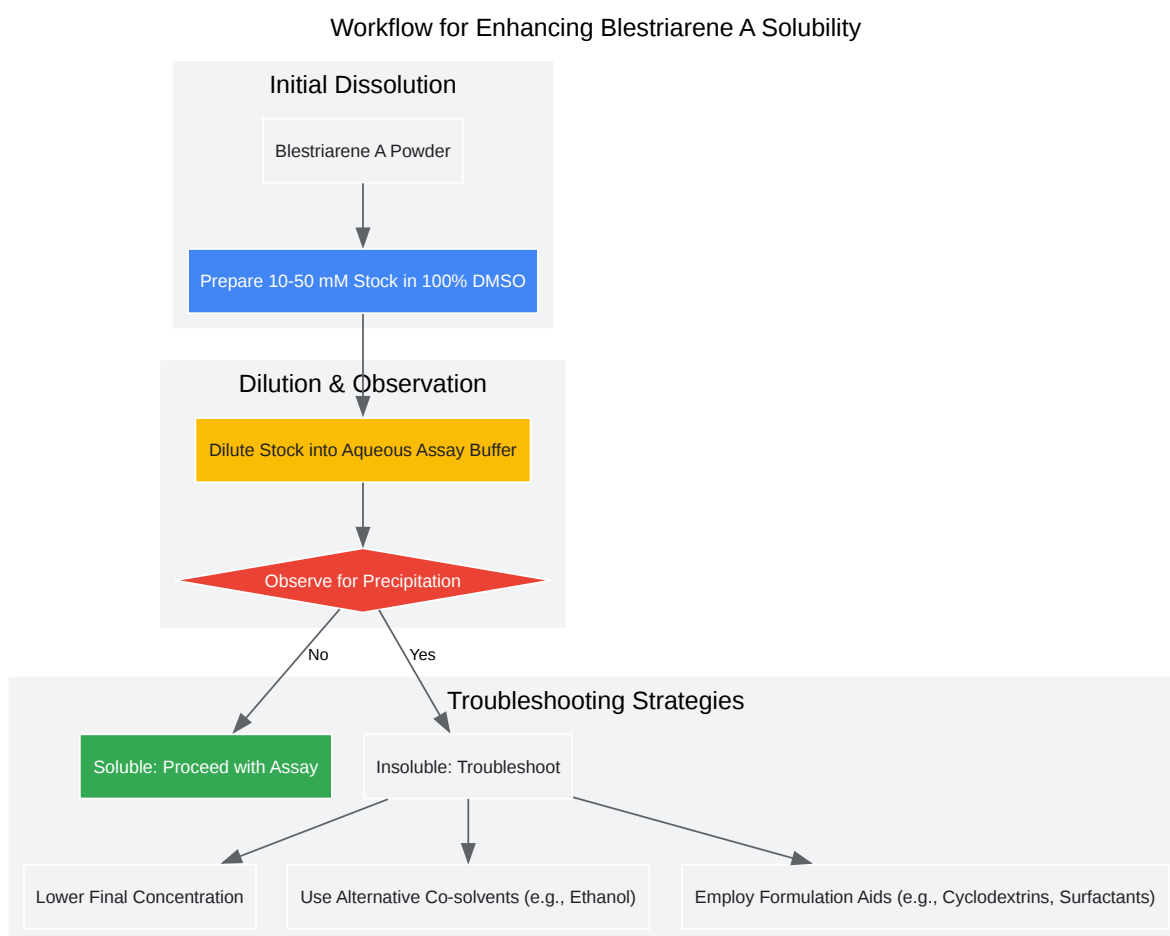 Workflow for Enhancing Blestriarene A Solubility
Initial Dissolution
Blestriarene A Powder
Prepare 10-50 mM Stock in 100% DMSO
Dilution & Observation
Dilute Stock into Aqueous Assay Buffer
Observe for Precipitation
No
Yes
Troubleshooting Strategies
Soluble: Proceed with Assay
Insoluble: Troubleshoot
Lower Final Concentration
Use Alternative Co-solvents (e.g., Ethanol)
Employ Formulation Aids (e.g., Cyclodextrins, Surfactants)